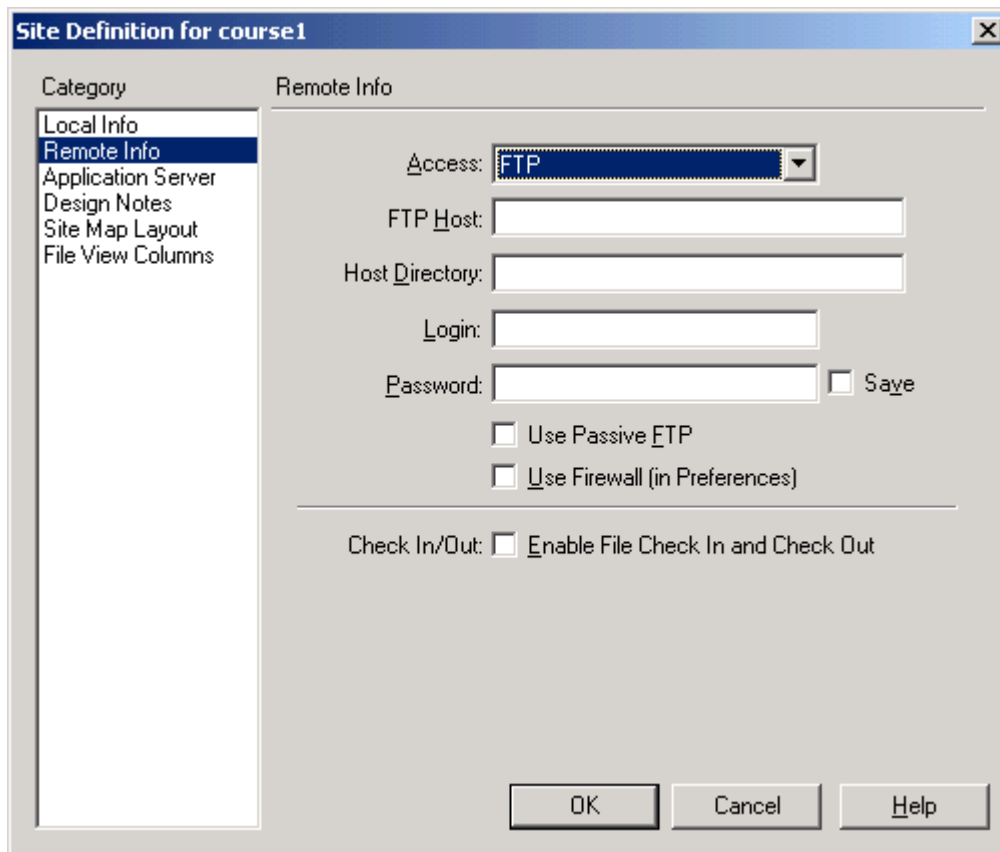 Site Definition for course1
Category
Local Info
Remote Info
Application Server
Design Notes
Site Map Layout
File View Columns
Remote Info
Access: FTP
FTP Host:
Host Directory:
Login:
Password: Save
Use Passive FTP
Use Firewall (in Preferences)
Check In/Out: Enable File Check In and Check Out
OK Cancel Help